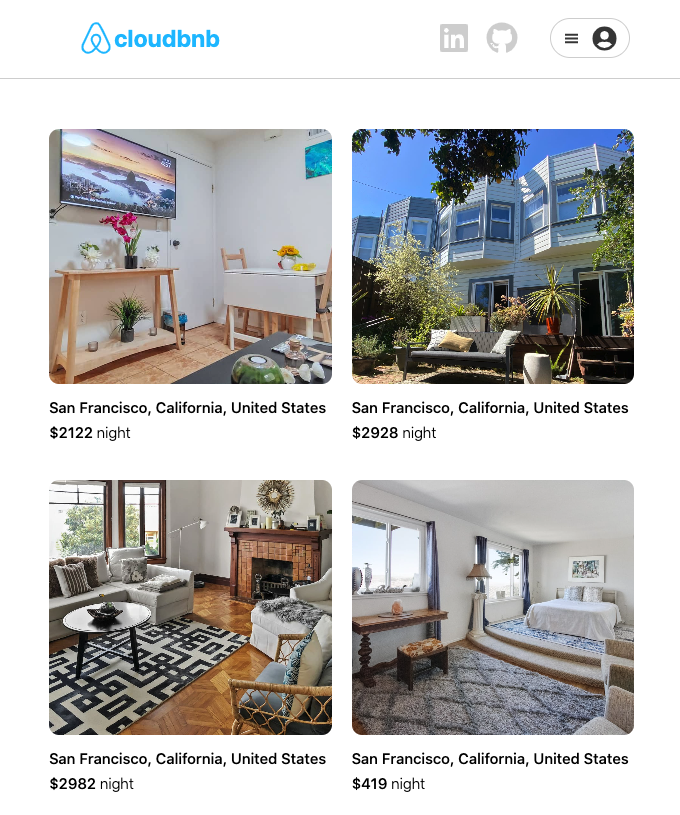 cloudbnb
in
San Francisco, California, United States
$2122 night
San Francisco, California, United States
$2928 night
San Francisco, California, United States
$2982 night
San Francisco, California, United States
$419 night